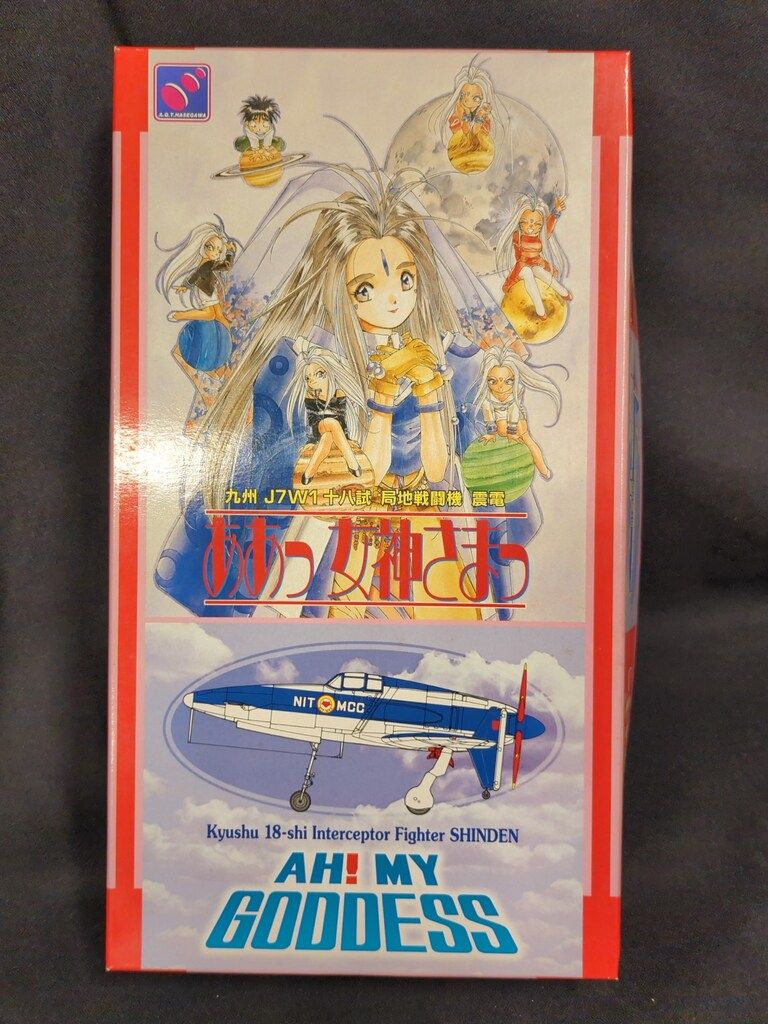 A.Q.T.HASEGAWA
九州 J7W1 十八試 局地戦闘機 震電
ああっ女神さまっ
NIT MCC
Kyushu 18-shi Interceptor Fighter SHINDEN
AH! MY
GODDESS